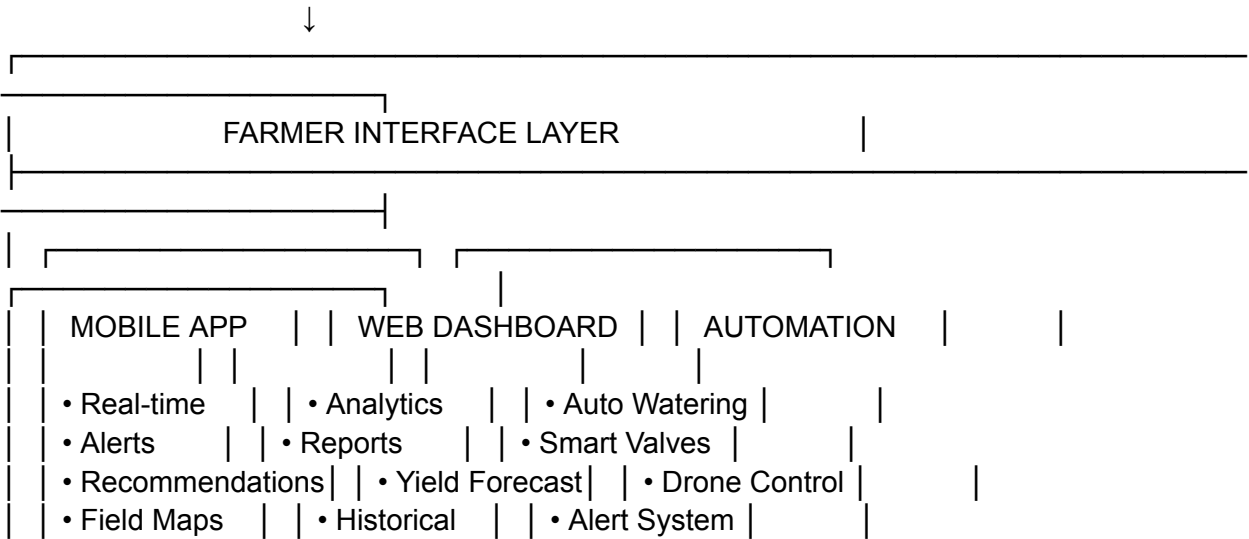 ↓
FARMER INTERFACE LAYER
MOBILE APP │ │ WEB DASHBOARD │ │ AUTOMATION
• Real-time │ │ • Analytics │ │ • Auto Watering │
• Alerts │ │ • Reports │ │ • Smart Valves │
• Recommendations│ │ • Yield Forecast│ │ • Drone Control │
• Field Maps │ │ • Historical │ │ • Alert System │